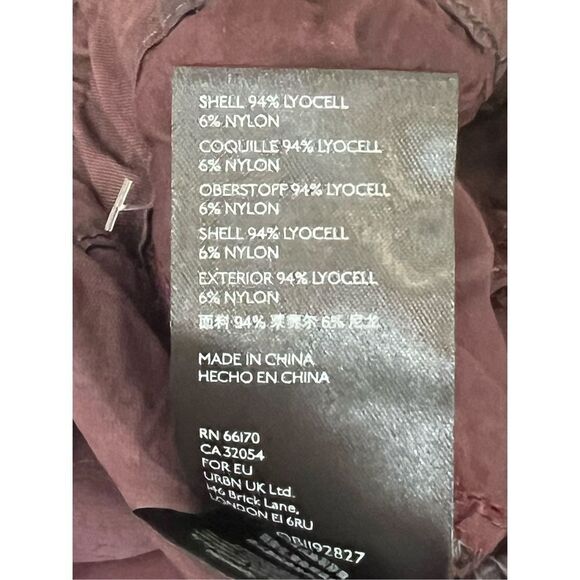 SHELL 94% LYOCELL
6% NYLON
COQUILLE 94% LYOCELL
6% NYLON
OBERSTOFF 94% LYOCELL
6% NYLON
SHELL 94% LYOCELL
6% NYLON
EXTERIOR 94% LYOCELL
6% NYLON
面料 94% 莱赛尔 6% 尼龙
MADE IN CHINA
HECHO EN CHINA
RN 66170
CA 32054
FOR EU
URBN UK Ltd.
146 Brick Lane,
LONDON E1 6RU